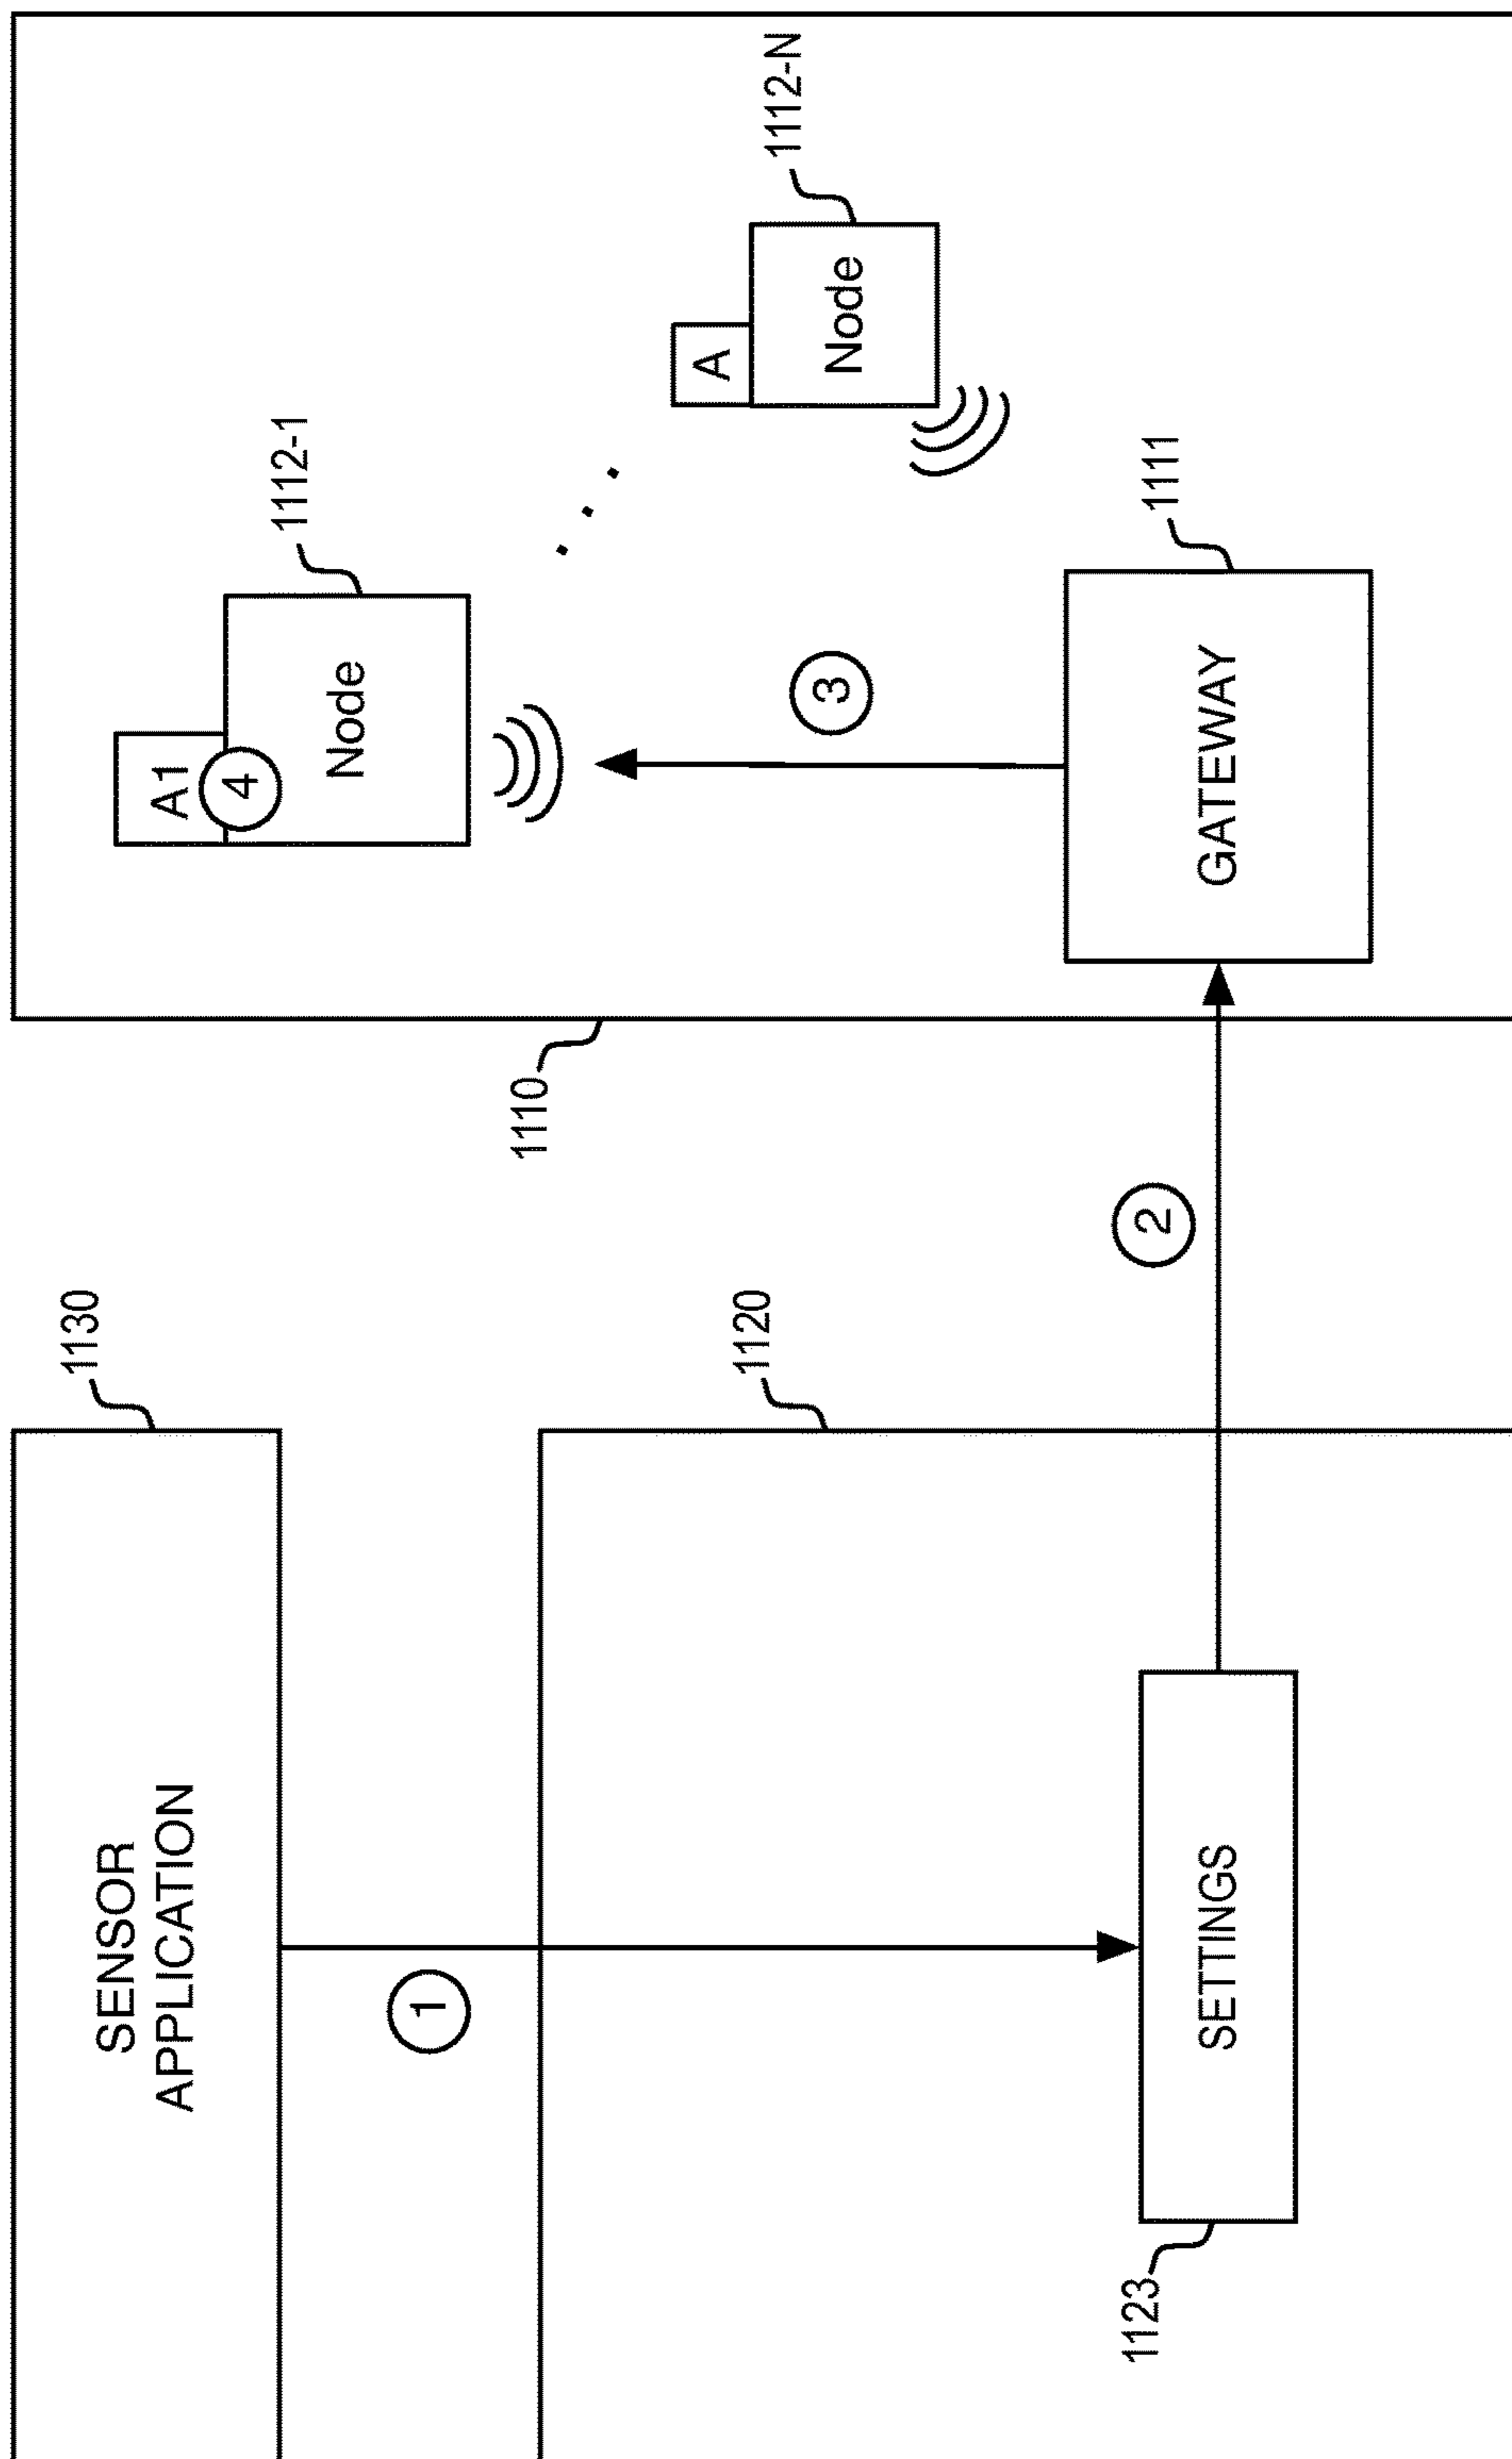 SENSOR
APPLICATION
1130
1
1120
SETTINGS
1123
2
1110
A1
4
Node
1112-1
A
Node
1112-N
3
GATEWAY
1111